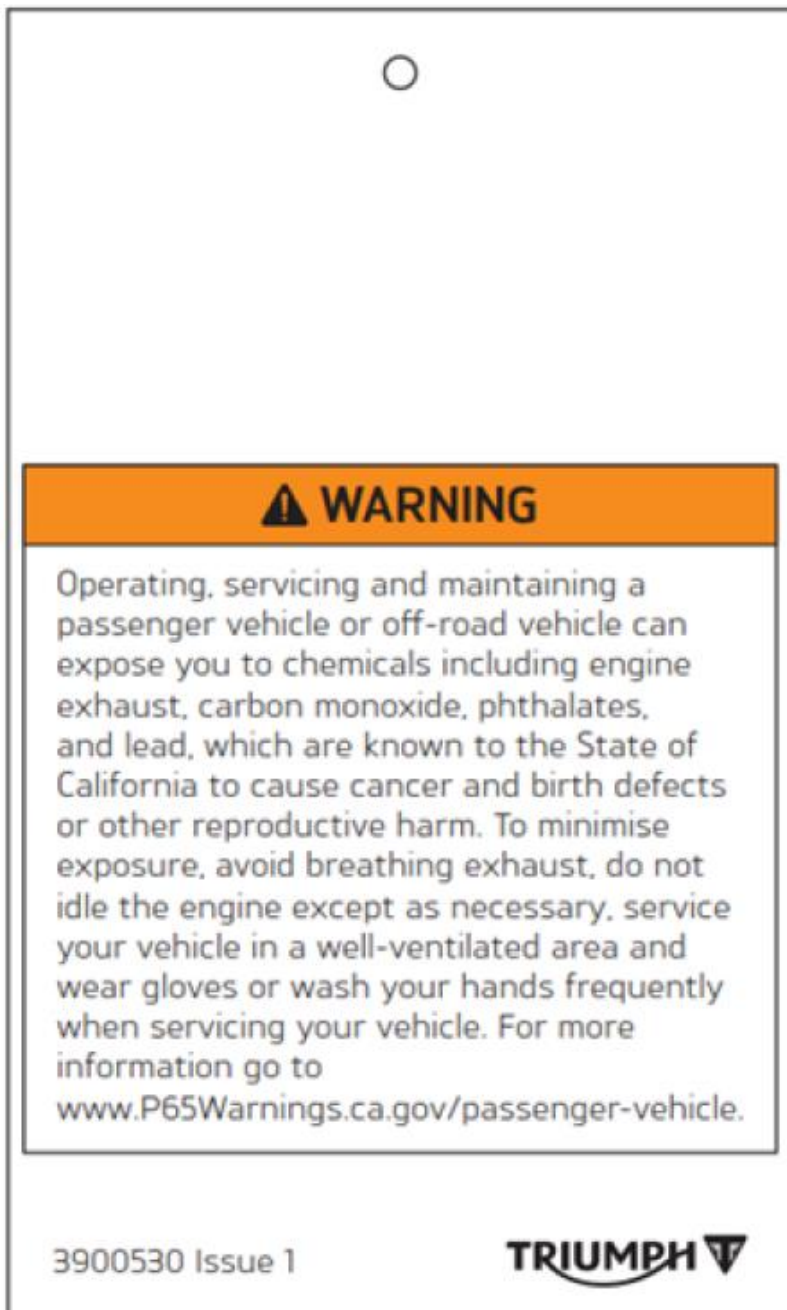 WARNING
Operating, servicing and maintaining a
passenger vehicle or off-road vehicle can
expose you to chemicals including engine
exhaust, carbon monoxide, phthalates,
and lead, which are known to the State of
California to cause cancer and birth defects
or other reproductive harm. To minimise
exposure, avoid breathing exhaust, do not
idle the engine except as necessary, service
your vehicle in a well-ventilated area and
wear gloves or wash your hands frequently
when servicing your vehicle. For more
information go to
www.P65Warnings.ca.gov/passenger-vehicle.
3900530 Issue 1
TRIUMPH